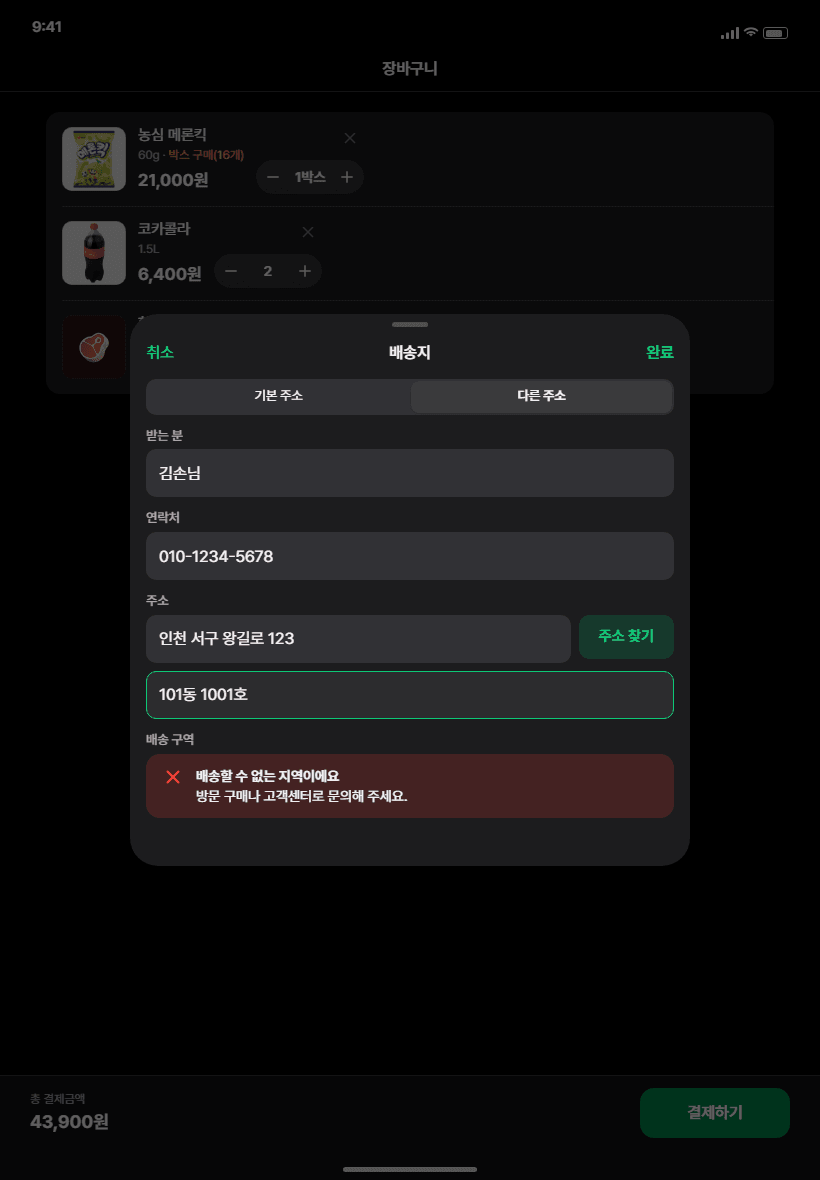 9:41
장바구니
메론킥
농심 메론킥
60g · 박스 구매(16개)
21,000원
1박스
코카콜라
1.5L
6,400원
2
취소
배송지
완료
기본 주소
다른 주소
받는 분
김손님
연락처
010-1234-5678
주소
인천 서구 왕길로 123
주소 찾기
101동 1001호
배송 구역
배송할 수 없는 지역이에요
방문 구매나 고객센터로 문의해 주세요.
총 결제금액
43,900원
결제하기